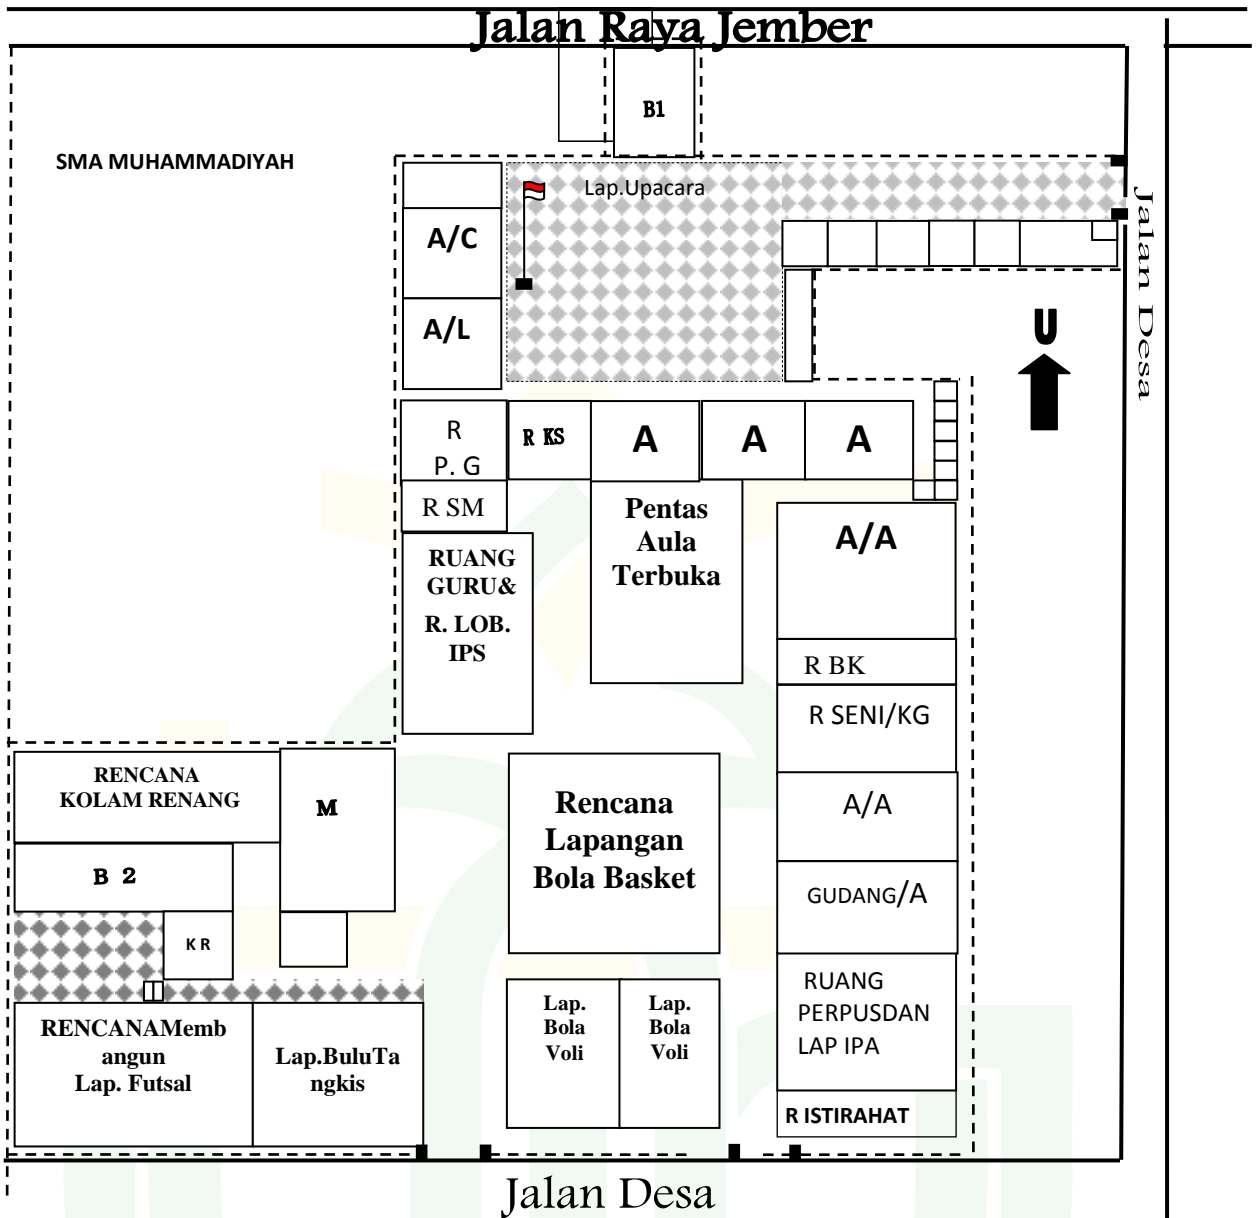 Jalan Raya Jember
B1
SMA MUHAMMADIYAH
Lap.Upacara
Jalan Desa
A/C
A/L
U
R
P. G
R KS
A
A
A
R SM
Pentas
Aula
Terbuka
A/A
RUANG
GURU&
R. LOB.
IPS
R BK
R SENI/KG
RENCANA
KOLAM RENANG
M
Rencana
Lapangan
Bola Basket
A/A
B 2
GUDANG/A
K R
RUANG
PERPUSDAN
LAP IPA
RENCANAMemb
angun
Lap. Futsal
Lap.BuluTa
ngkis
Lap.
Bola
Voli
Lap.
Bola
Voli
R ISTIRAHAT
Jalan Desa